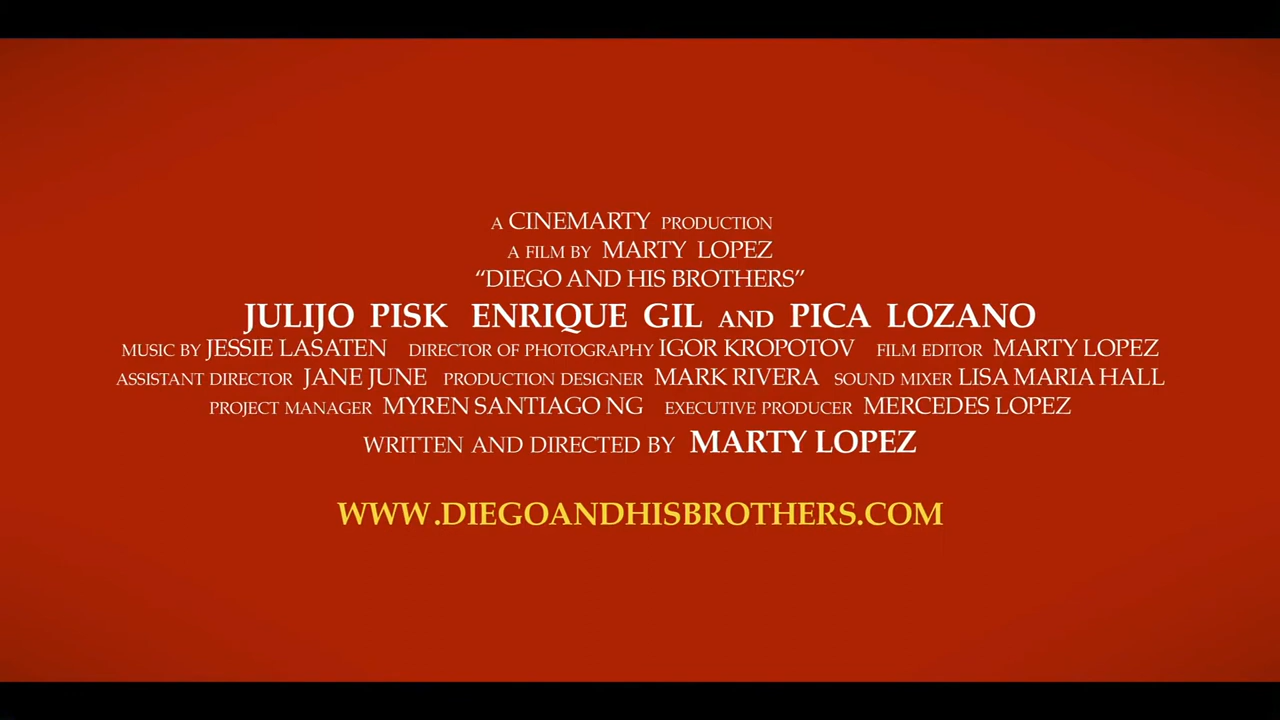 A CINEMARTY PRODUCTION
A FILM BY MARTY LOPEZ
“DIEGO AND HIS BROTHERS”
JULIJO PISK ENRIQUE GIL AND PICA LOZANO
MUSIC BY JESSIE LASATEN DIRECTOR OF PHOTOGRAPHY IGOR KROPOTOV FILM EDITOR MARTY LOPEZ
ASSISTANT DIRECTOR JANE JUNE PRODUCTION DESIGNER MARK RIVERA SOUND MIXER LISA MARIA HALL
PROJECT MANAGER MYREN SANTIAGO NG EXECUTIVE PRODUCER MERCEDES LOPEZ
WRITTEN AND DIRECTED BY MARTY LOPEZ
WWW.DIEGOANDHISBROTHERS.COM